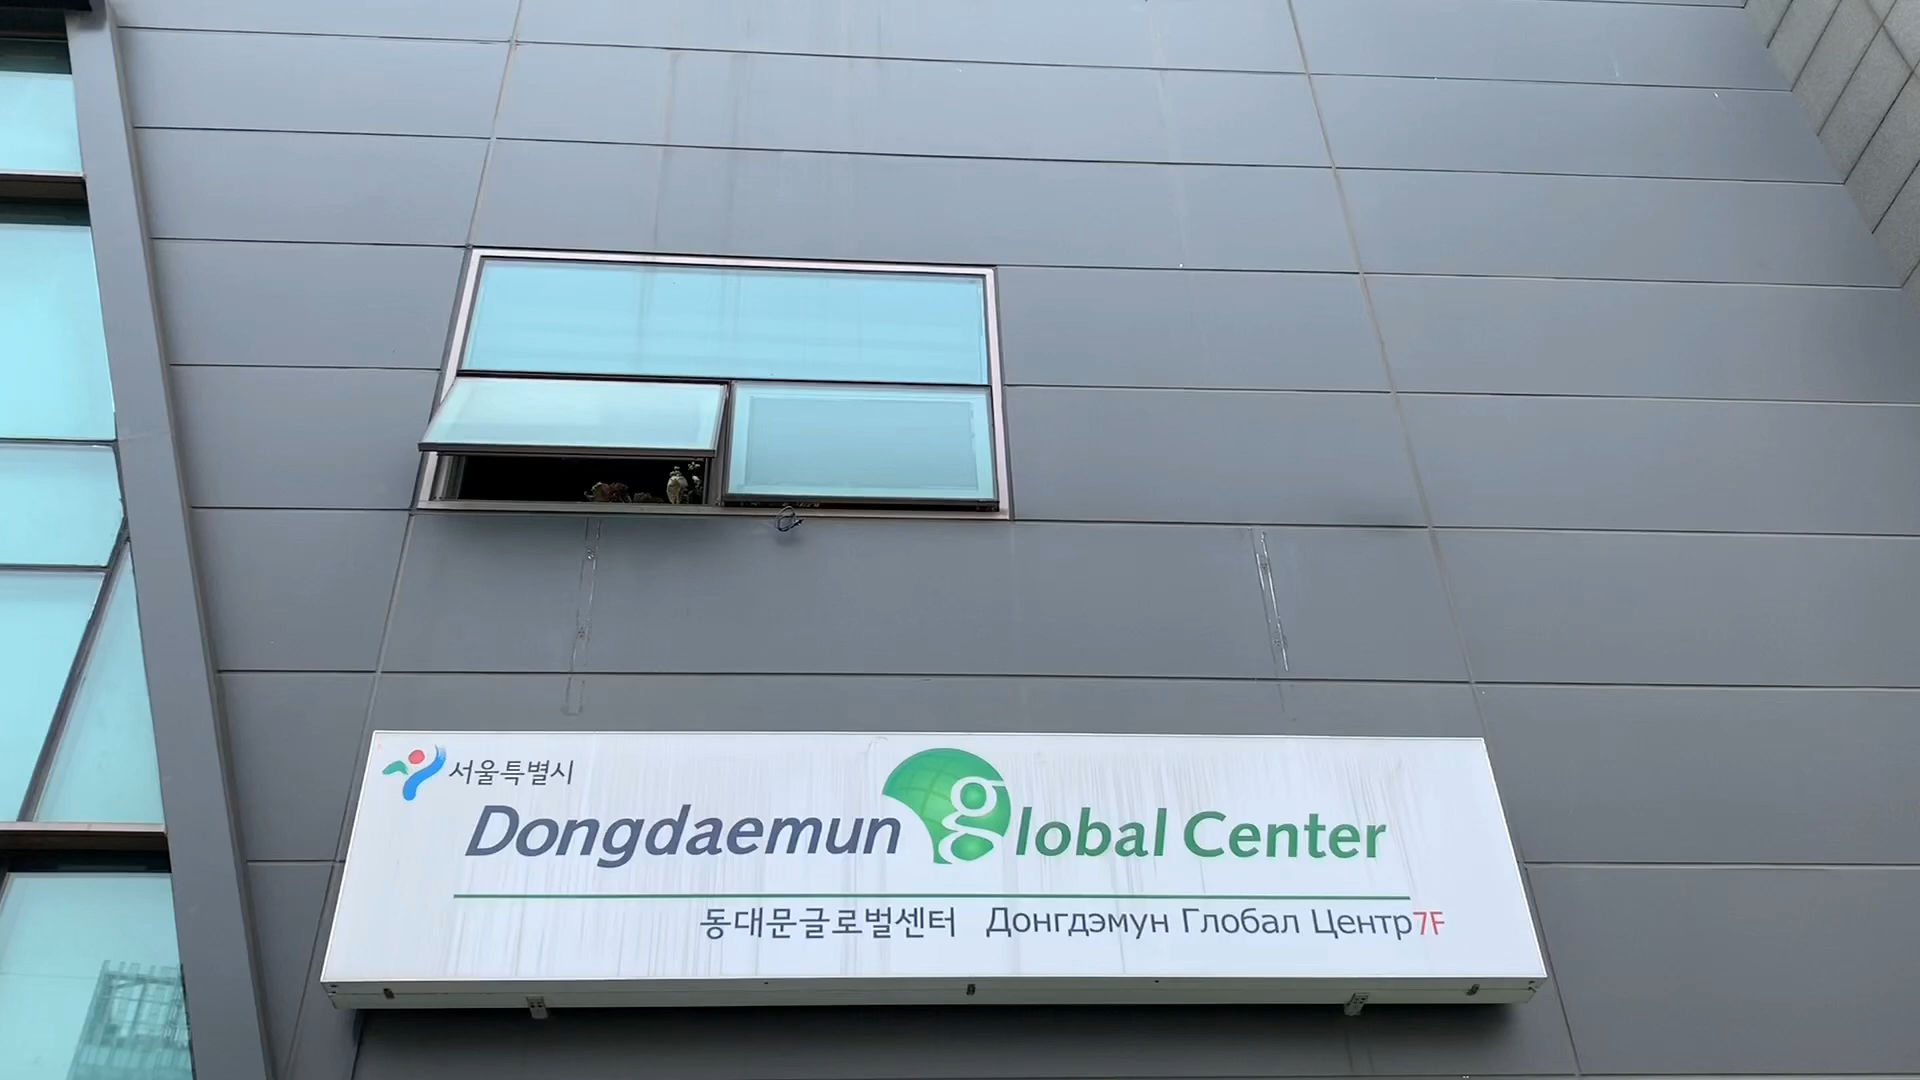 서울특별시
Dongdaemun global Center
동대문글로벌센터 Донгдэмун Глобал Центр7F